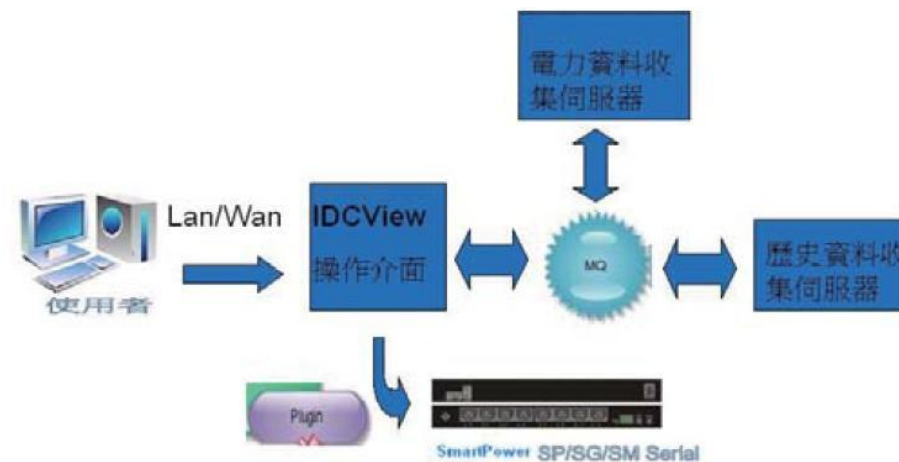 電力資料收
集伺服器
Lan/Wan
IDCView
操作介面
MQ
歷史資料收
集伺服器
使用者
Plugin
SmartPower SP/SG/SM Serial